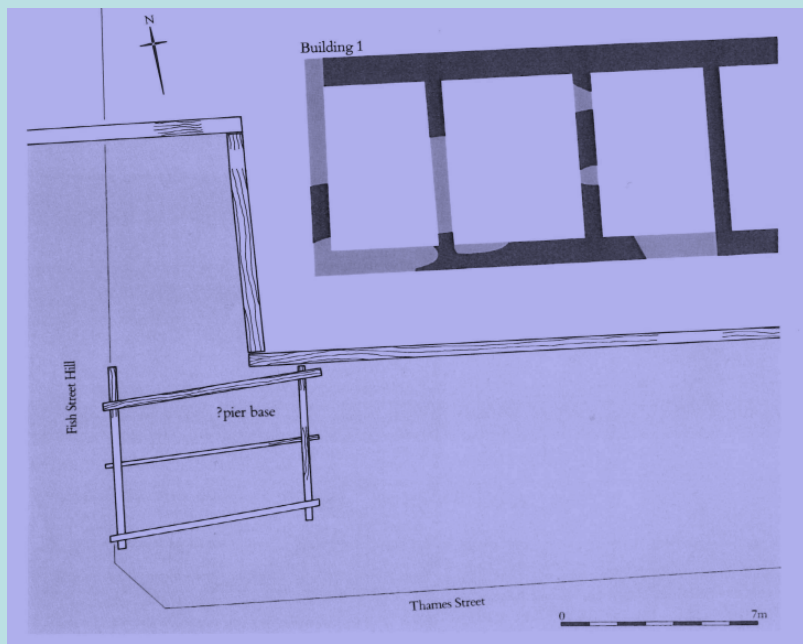 N
Building 1
Fish Street Hill
?pier base
Thames Street
0 7m